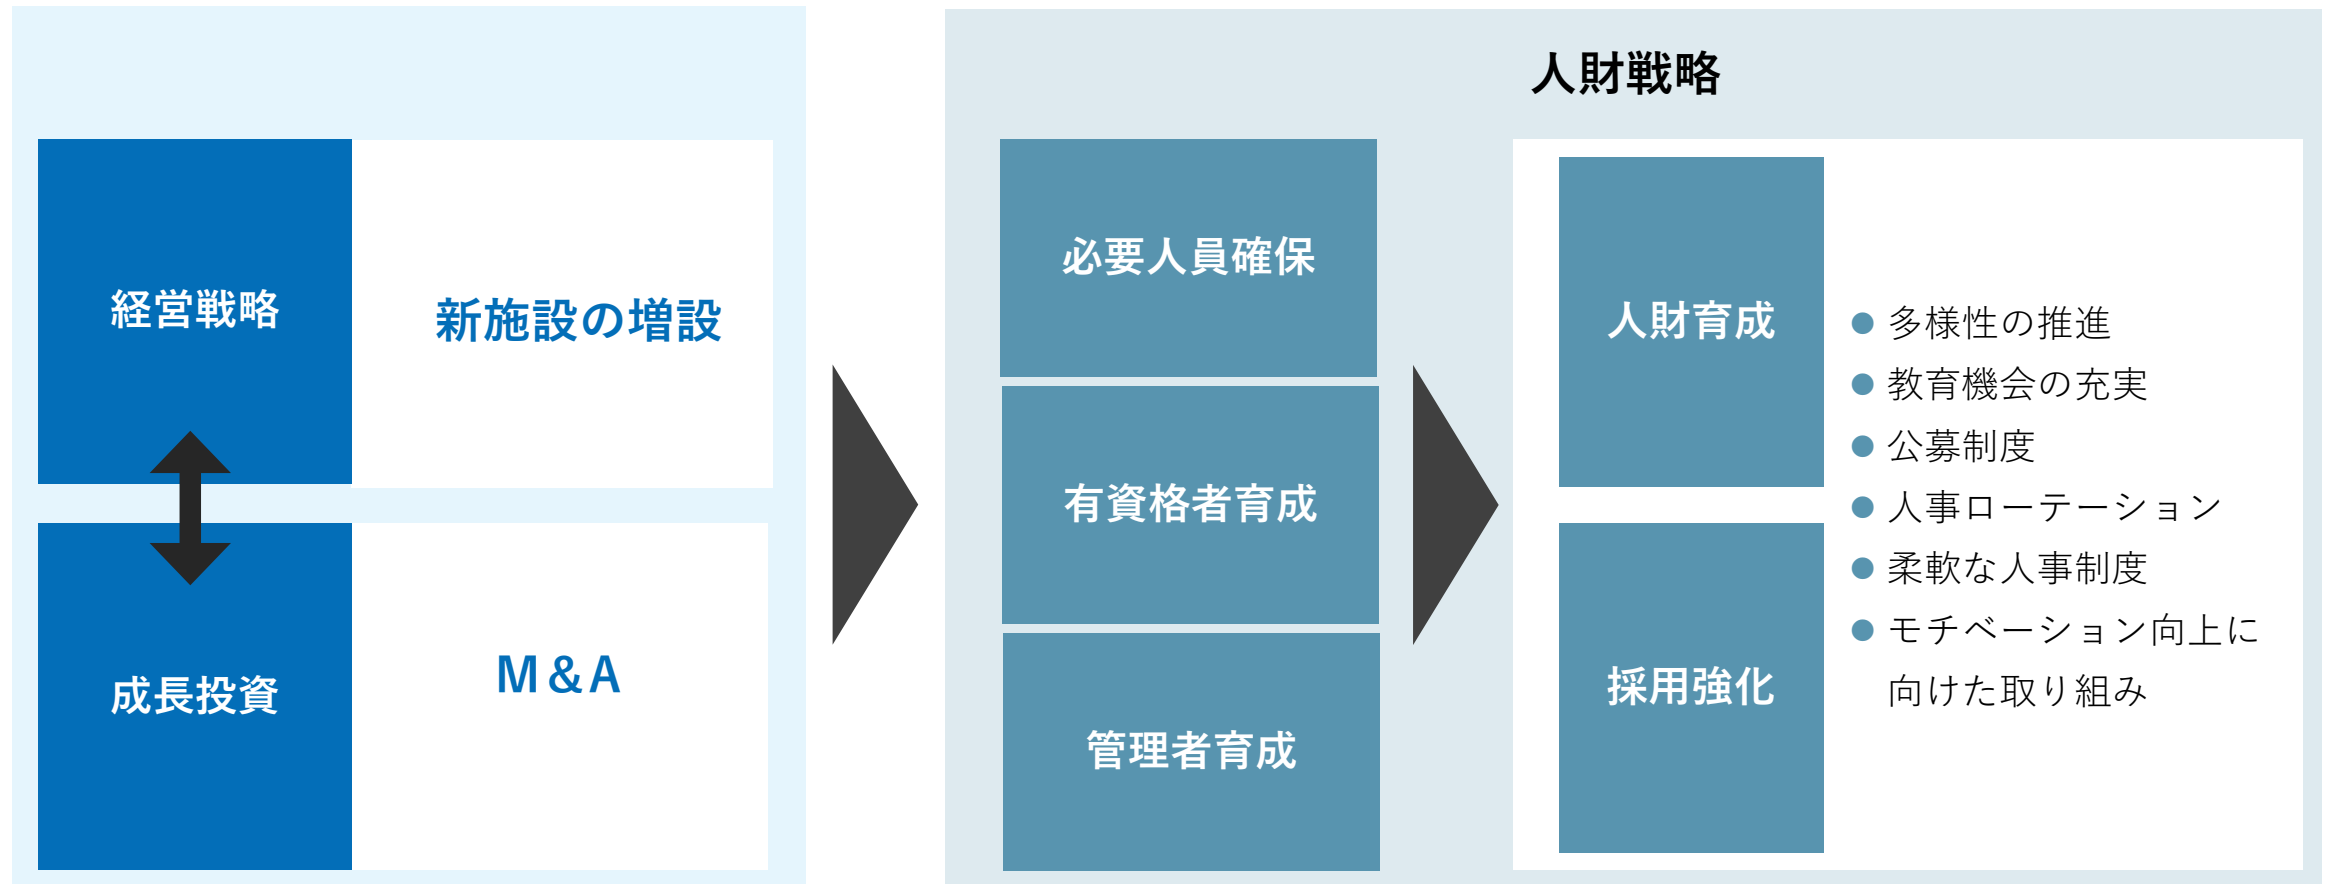 経営戦略
新施設の増設
成長投資
M&A
人財戦略
必要人員確保
有資格者育成
管理者育成
人財育成
採用強化
● 多様性の推進
● 教育機会の充実
● 公募制度
● 人事ローテーション
● 柔軟な人事制度
● モチベーション向上に
向けた取り組み